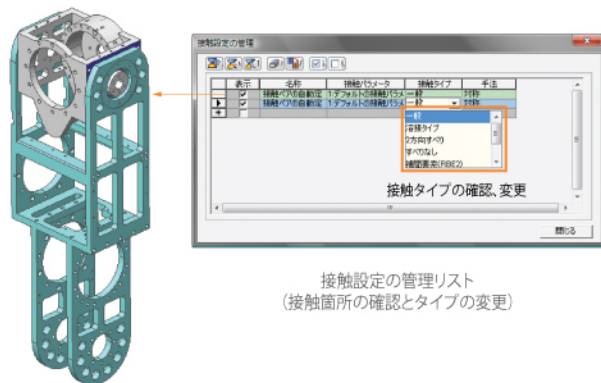 接触設定の管理
表示 名称 接触パラメータ 接触タイプ 手法
接触ペアの自動定 1:デフォルトの接触パラメ 一般 対称
接触ペアの自動定 1:デフォルトの接触パラメ 一般 対称
一般
溶接タイプ
2方向すべり
すべりなし
補間要素(RBE2)
接触タイプの確認、変更
閉じる
接触設定の管理リスト
(接触箇所の確認とタイプの変更)